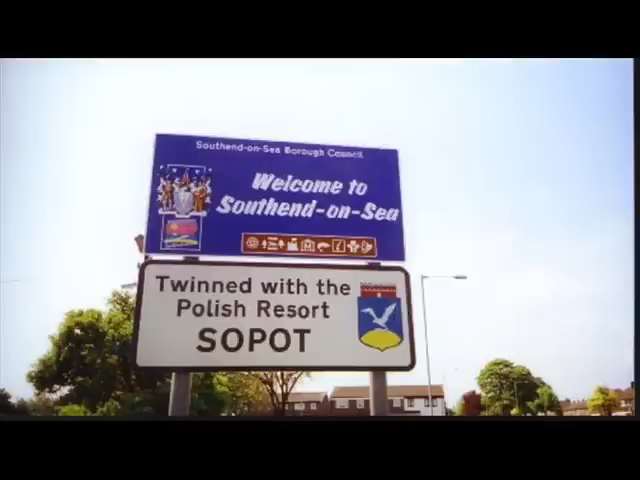 Southend-on-Sea Borough Council
Welcome to
Southend-on-Sea
Twinned with the
Polish Resort
SOPOT